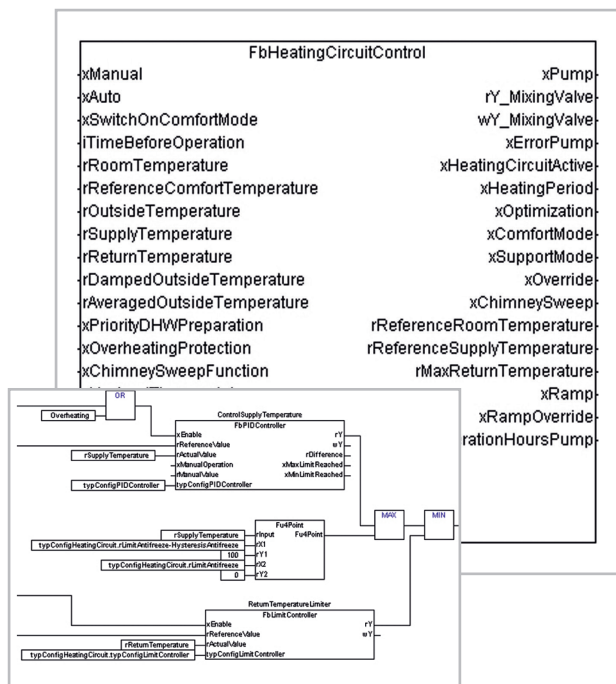 FbHeatingCircuitControl
xManual xPump
xAuto rY_MixingValve
xSwitchOnComfortMode wY_MixingValve
iTimeBeforeOperation xErrorPump
rRoomTemperature xHeatingCircuitActive
rReferenceComfortTemperature xHeatingPeriod
rOutsideTemperature xOptimization
rSupplyTemperature xComfortMode
rReturnTemperature xSupportMode
rDampedOutsideTemperature xOverride
rAveragedOutsideTemperature xChimneySweep
xPriorityDHWPreparation rReferenceRoomTemperature
xOverheatingProtection rReferenceSupplyTemperature
xChimneySweepFunction rMaxReturnTemperature
xRamp
xRampOverride
rationHoursPump
OR
Overheating
ControlSupplyTemperature
FbPIDController
xEnable rY
rReferenceValue wY
rSupplyTemperature rActualValue rDifference
xManualOperation xMaxLimitReached
rManualValue xMinLimitReached
typConfigPIDController typConfigPIDController
MAX MIN
Fu4Point
rSupplyTemperature rInput Fu4Point
typConfigHeatingCircuit.rLimitAntifreeze-HysteresisAntifreeze rX1
100 rY1
typConfigHeatingCircuit.rLimitAntifreeze rX2
0 rY2
ReturnTemperatureLimiter
FbLimitController
xEnable rY
rReferenceValue wY
rReturnTemperature rActualValue
typConfigHeatingCircuit.typConfigLimitController typConfigLimitController